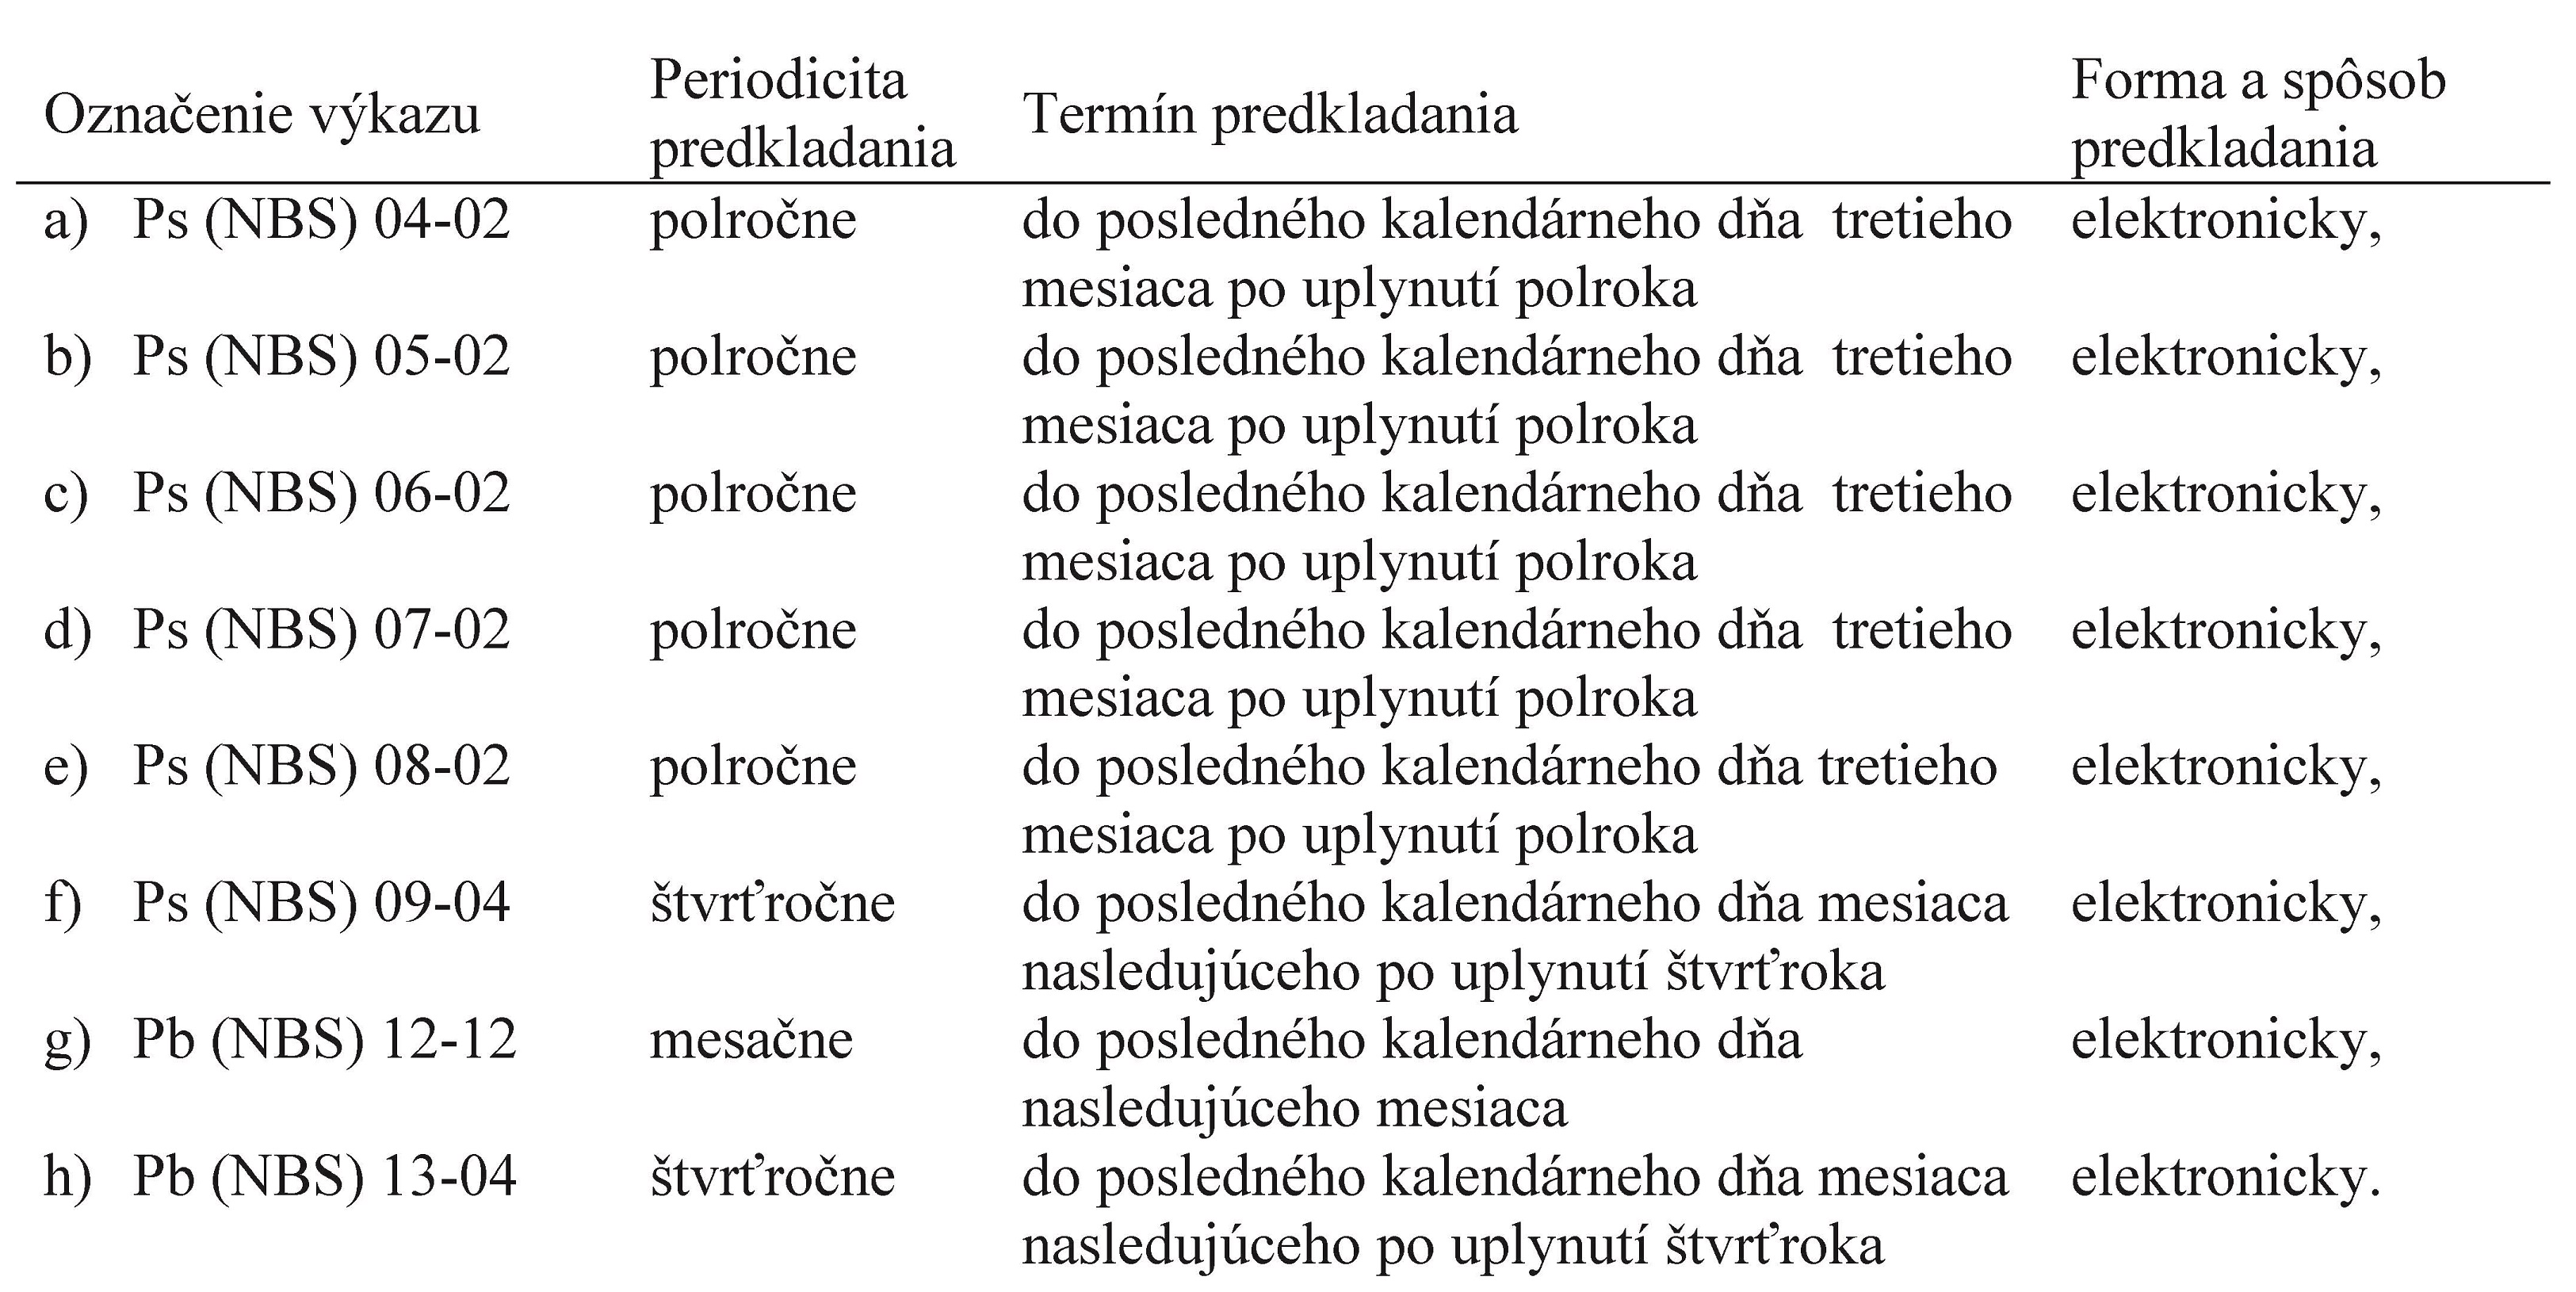 Označenie výkazu Periodicita predkladania Termín predkladania Forma a spôsob predkladania
a) Ps (NBS) 04-02 polročne do posledného kalendárneho dňa tretieho elektronicky,
mesiaca po uplynutí polroka
b) Ps (NBS) 05-02 polročne do posledného kalendárneho dňa tretieho elektronicky,
mesiaca po uplynutí polroka
c) Ps (NBS) 06-02 polročne do posledného kalendárneho dňa tretieho elektronicky,
mesiaca po uplynutí polroka
d) Ps (NBS) 07-02 polročne do posledného kalendárneho dňa tretieho elektronicky,
mesiaca po uplynutí polroka
e) Ps (NBS) 08-02 polročne do posledného kalendárneho dňa tretieho elektronicky,
mesiaca po uplynutí polroka
f) Ps (NBS) 09-04 štvrťročne do posledného kalendárneho dňa mesiaca elektronicky,
nasledujúceho po uplynutí štvrťroka
g) Pb (NBS) 12-12 mesačne do posledného kalendárneho dňa elektronicky,
nasledujúceho mesiaca
h) Pb (NBS) 13-04 štvrťročne do posledného kalendárneho dňa mesiaca elektronicky.
nasledujúceho po uplynutí štvrťroka